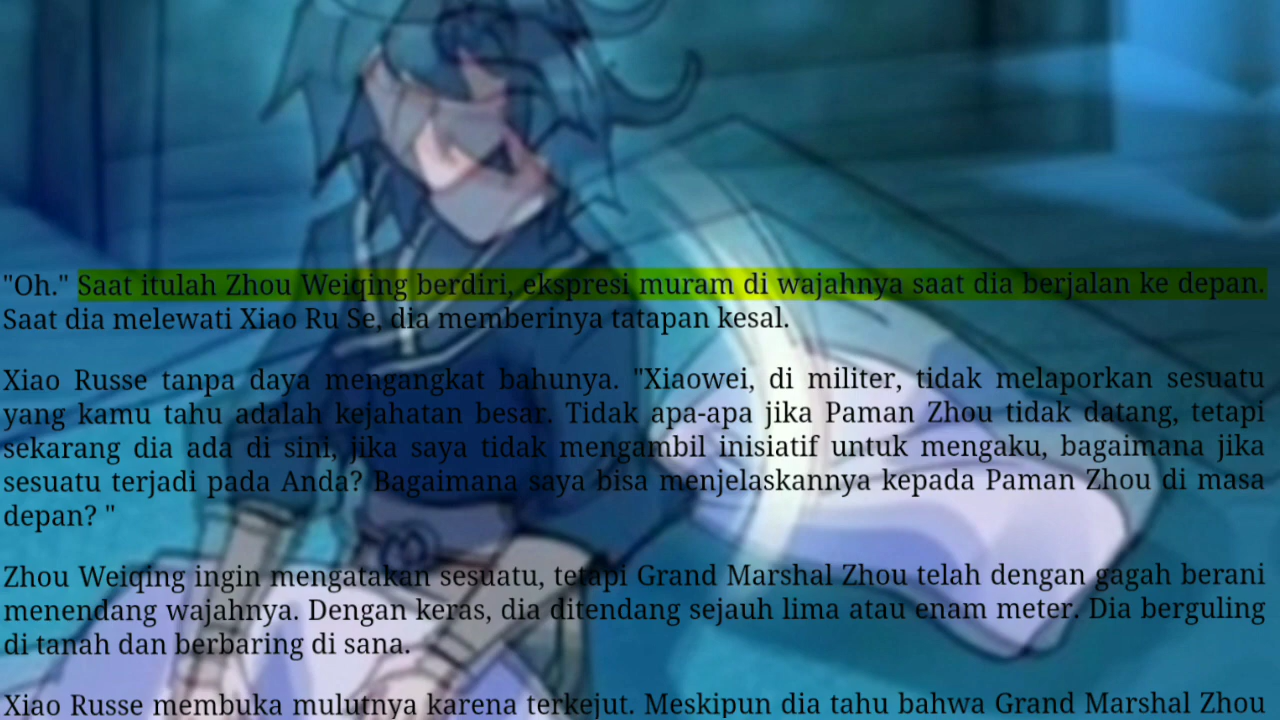 "Oh." Saat itulah Zhou Weiqing berdiri, ekspresi muram di wajahnya saat dia berjalan ke depan.
Saat dia melewati Xiao Ru Se, dia memberinya tatapan kesal.
Xiao Russe tanpa daya mengangkat bahunya. "Xiaowei, di militer, tidak melaporkan sesuatu
yang kamu tahu adalah kejahatan besar. Tidak apa-apa jika Paman Zhou tidak datang, tetapi
sekarang dia ada di sini, jika saya tidak mengambil inisiatif untuk mengaku, bagaimana jika
sesuatu terjadi pada Anda? Bagaimana saya bisa menjelaskannya kepada Paman Zhou di masa
depan? "
Zhou Weiqing ingin mengatakan sesuatu, tetapi Grand Marshal Zhou telah dengan gagah berani
menendang wajahnya. Dengan keras, dia ditendang sejauh lima atau enam meter. Dia berguling
di tanah dan berbaring di sana.
Xiao Russe membuka mulutnya karena terkejut. Meskipun dia tahu bahwa Grand Marshal Zhou